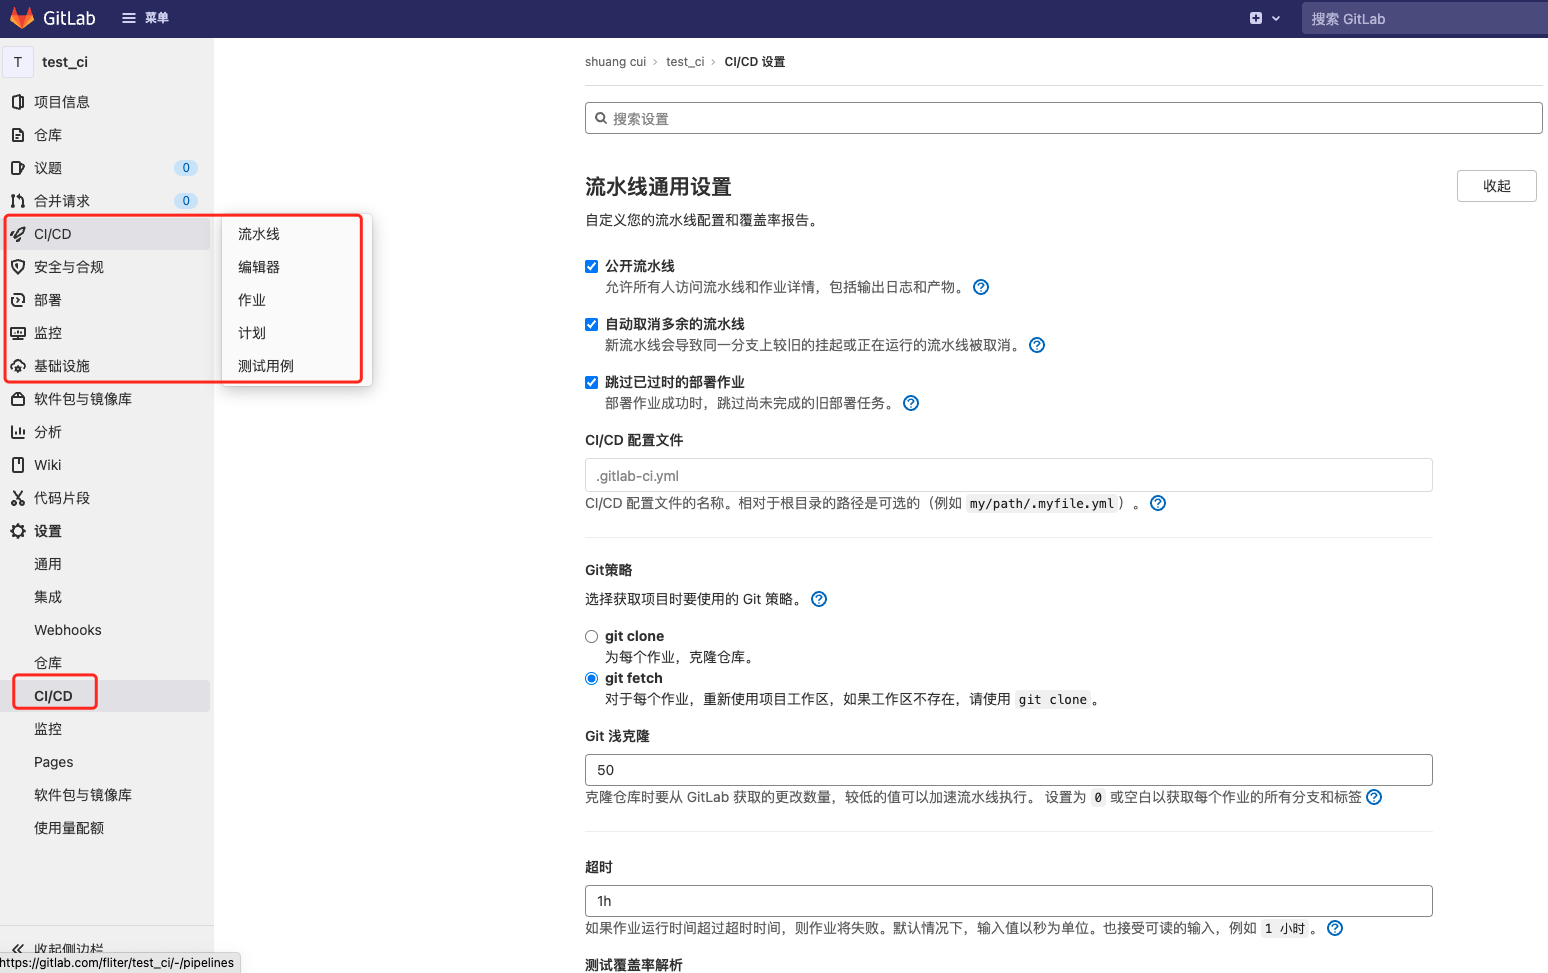 GitLab
菜单
搜索 GitLab
T
test_ci
项目信息
仓库
议题
0
合并请求
0
CI/CD
安全与合规
部署
监控
基础设施
软件包与镜像库
分析
Wiki
代码片段
设置
通用
集成
Webhooks
仓库
CI/CD
监控
Pages
软件包与镜像库
使用量配额
收起侧边栏
https://gitlab.com/fliter/test_ci/-/pipelines
流水线
编辑器
作业
计划
测试用例
shuang cui › test_ci › CI/CD 设置
搜索设置
流水线通用设置
收起
自定义您的流水线配置和覆盖率报告。
公开流水线
允许所有人访问流水线和作业详情，包括输出日志和产物。
自动取消多余的流水线
新流水线会导致同一分支上较旧的挂起或正在运行的流水线被取消。
跳过已过时的部署作业
部署作业成功时，跳过尚未完成的旧部署任务。
CI/CD 配置文件
.gitlab-ci.yml
CI/CD 配置文件的名称。相对于根目录的路径是可选的（例如 my/path/.myfile.yml）。
Git策略
选择获取项目时要使用的 Git 策略。
git clone
为每个作业，克隆仓库。
git fetch
对于每个作业，重新使用项目工作区，如果工作区不存在，请使用 git clone。
Git 浅克隆
50
克隆仓库时要从 GitLab 获取的更改数量，较低的值可以加速流水线执行。 设置为 0 或空白以获取每个作业的所有分支和标签
超时
1h
如果作业运行时间超过超时时间，则作业将失败。默认情况下，输入值以秒为单位。也接受可读的输入，例如 1 小时。
测试覆盖率解析